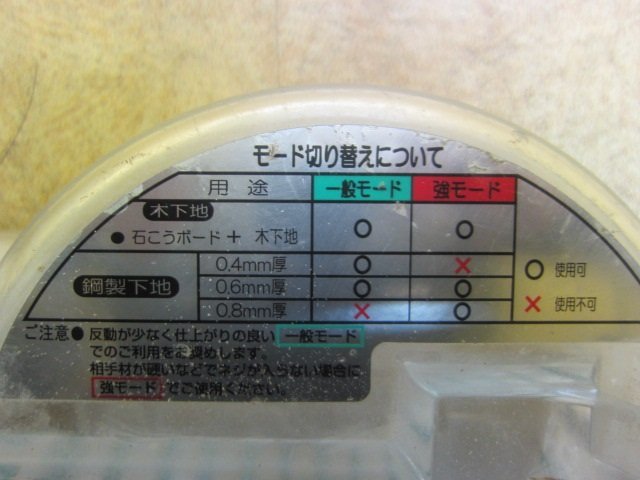 モード切り替えについて
用途 一般モード 強モード
木下地
● 石こうボード + 木下地 ○ ○
鋼製下地 0.4mm厚 ○ ×
0.6mm厚 ○ ○
0.8mm厚 × ○
○ 使用可
× 使用不可
ご注意 ● 反動が少なく仕上がりの良い 一般モード
でのご利用をお奨めします。
相手材が硬いなどでネジが入らない場合に
強モード でご使用ください。